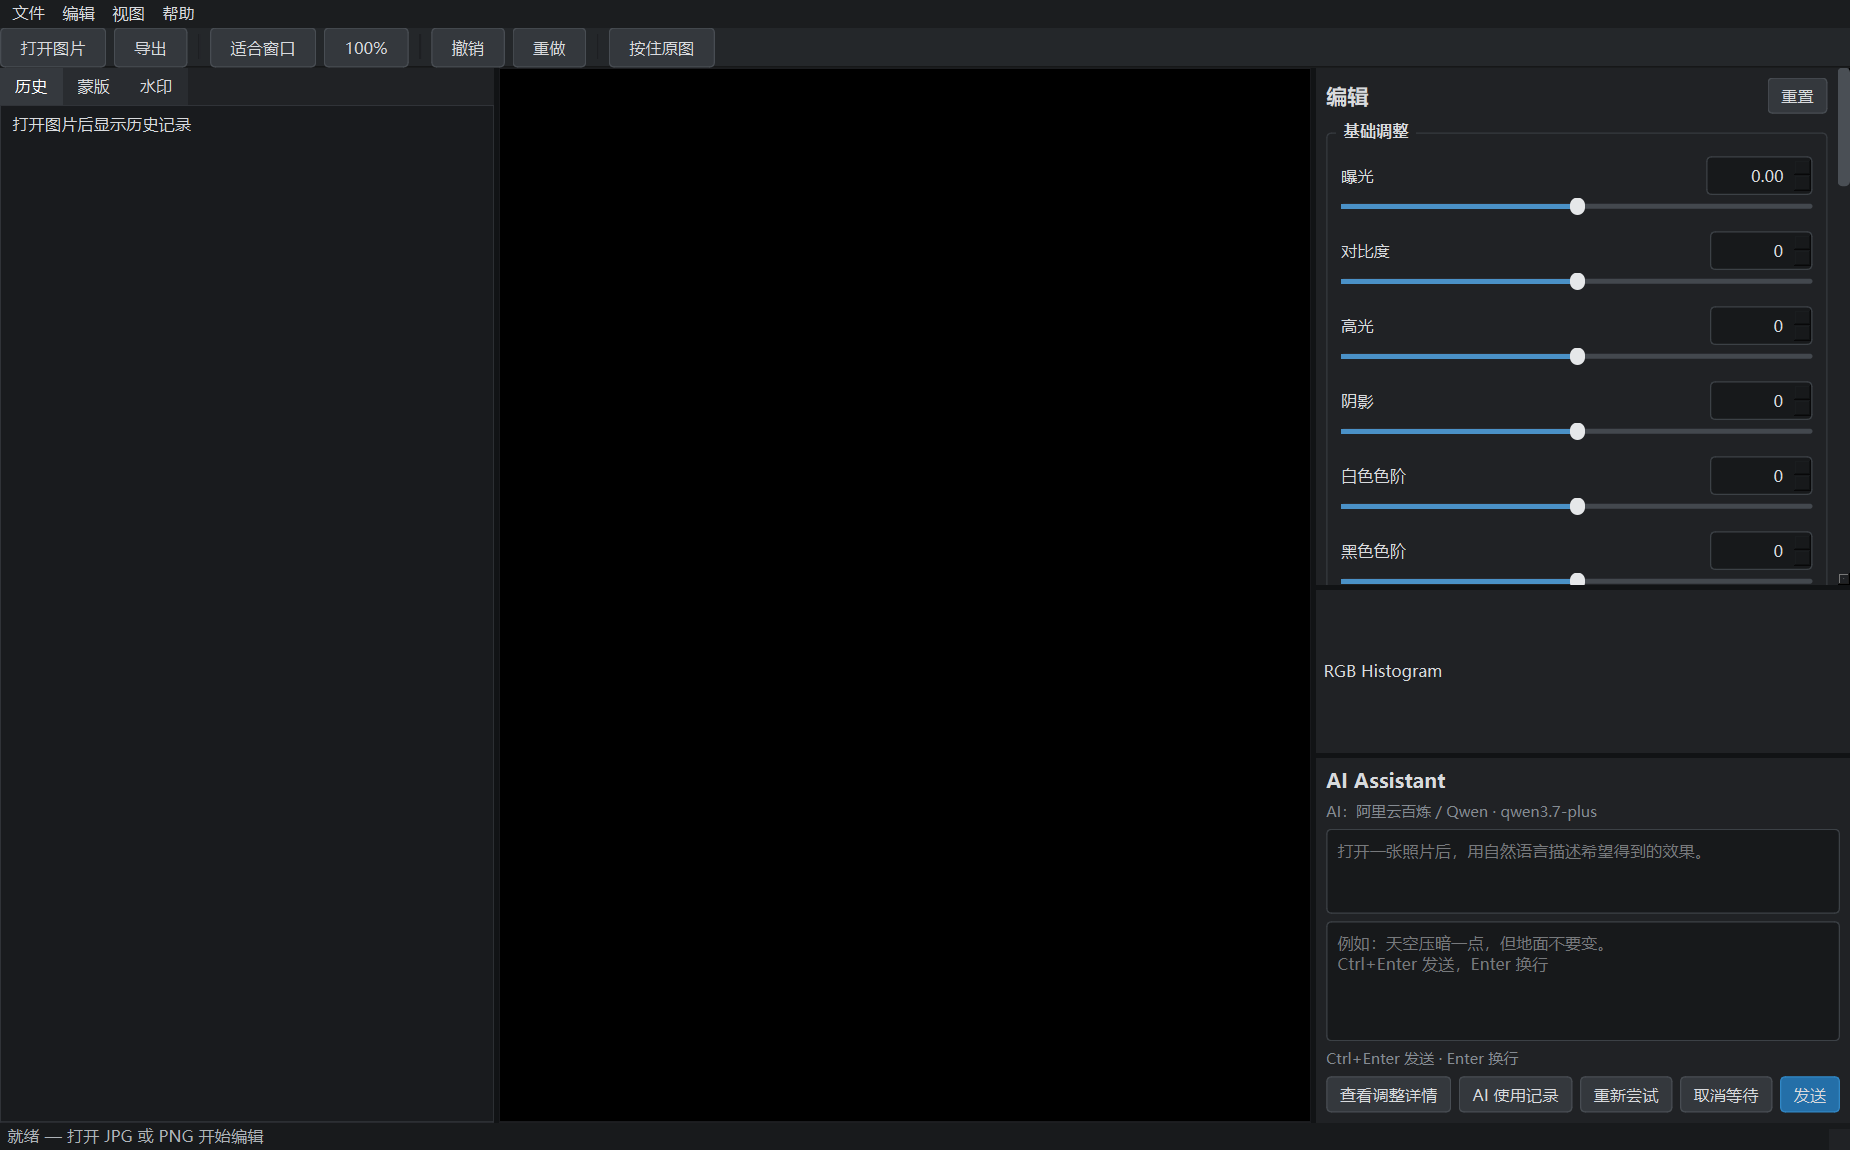 文件 编辑 视图 帮助
打开图片 导出 适合窗口 100% 撤销 重做 按住原图
历史 蒙版 水印
打开图片后显示历史记录
编辑 重置
基础调整
曝光 0.00
对比度 0
高光 0
阴影 0
白色色阶 0
黑色色阶 0
RGB Histogram
AI Assistant
AI：阿里云百炼 / Qwen · qwen3.7-plus
打开一张照片后，用自然语言描述希望得到的效果。
例如：天空压暗一点，但地面不要变。
Ctrl+Enter 发送，Enter 换行
Ctrl+Enter 发送 · Enter 换行
查看调整详情 AI 使用记录 重新尝试 取消等待 发送
就绪 — 打开 JPG 或 PNG 开始编辑